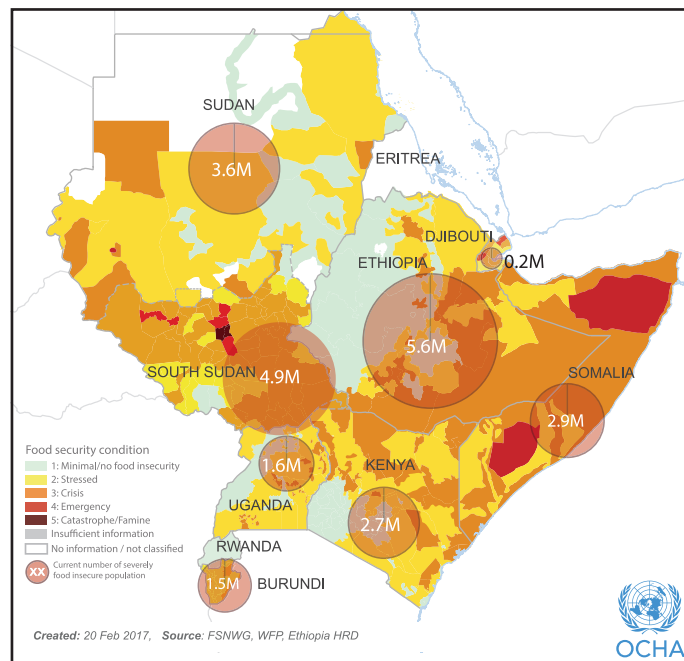 SUDAN
3.6M
ERITREA
DJIBOUTI
0.2M
ETHIOPIA
5.6M
SOUTH SUDAN
4.9M
SOMALIA
2.9M
1.6M
KENYA
UGANDA
2.7M
RWANDA
1.5M
BURUNDI
Food security condition
1: Minimal/no food insecurity
2: Stressed
3: Crisis
4: Emergency
5: Catastrophe/Famine
Insufficient information
No information / not classified
XX
Current number of severely
food insecure population
Created: 20 Feb 2017, Source: FSNWG, WFP, Ethiopia HRD
OCHA